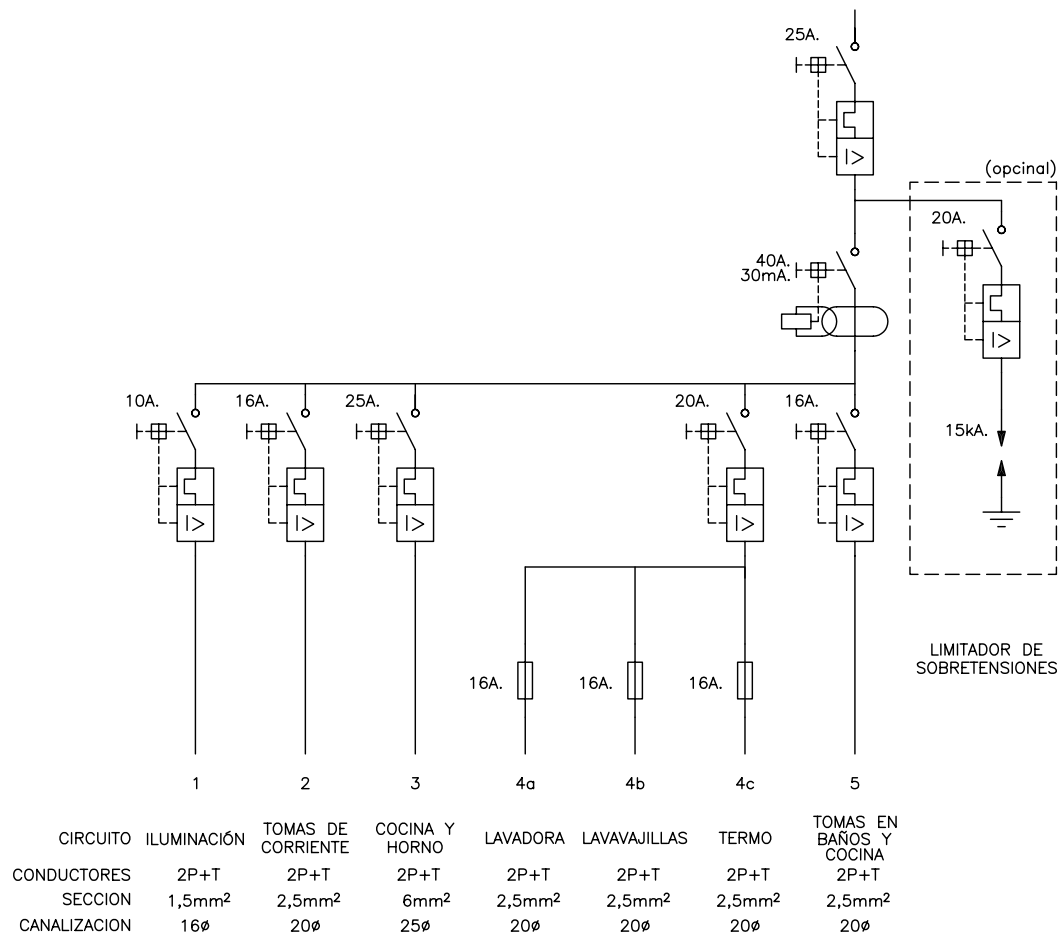 25A.
(opcinal)
20A.
40A.
30mA.
10A.
16A.
25A.
20A.
16A.
15kA.
LIMITADOR DE
SOBRETENSIONES
16A.
16A.
16A.
1 2 3 4a 4b 4c 5
CIRCUITO ILUMINACIÓN TOMAS DE CORRIENTE COCINA Y HORNO LAVADORA LAVAVAJILLAS TERMO TOMAS EN BAÑOS Y COCINA
CONDUCTORES 2P+T 2P+T 2P+T 2P+T 2P+T 2P+T 2P+T
SECCION 1,5mm² 2,5mm² 6mm² 2,5mm² 2,5mm² 2,5mm² 2,5mm²
CANALIZACION 16ø 20ø 25ø 20ø 20ø 20ø 20ø